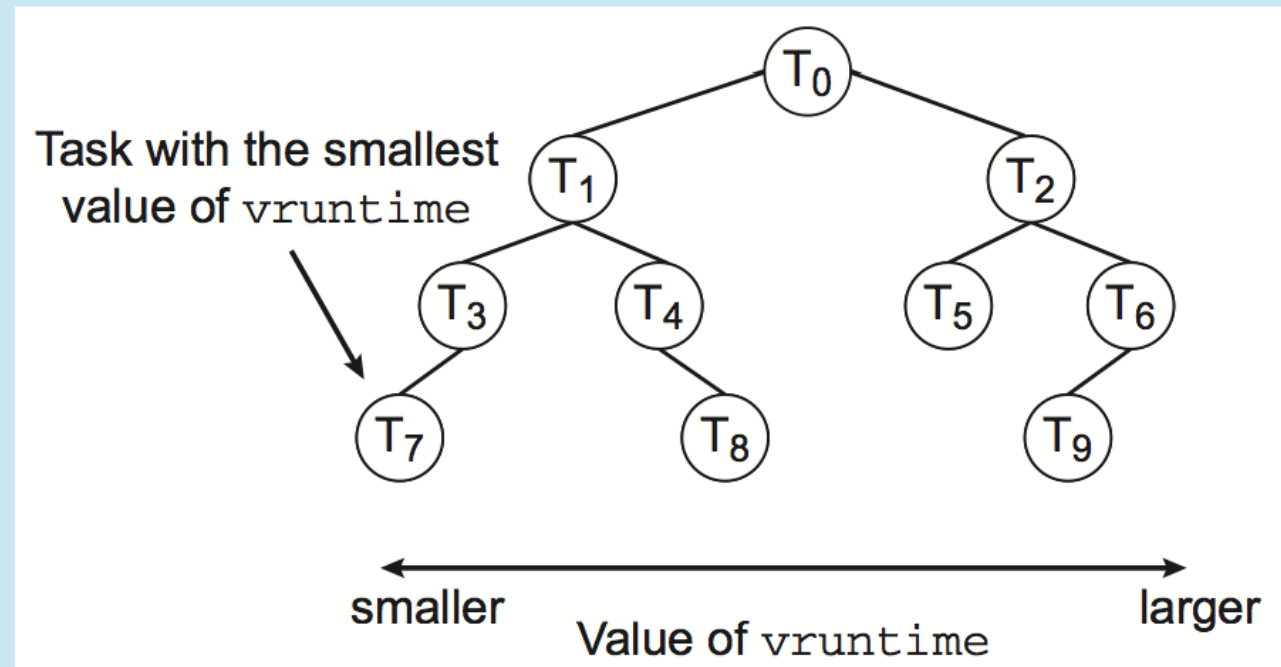 T0
Task with the smallest
value of vruntime
T1
T2
T3
T4
T5
T6
T7
T8
T9
smaller
larger
Value of vruntime